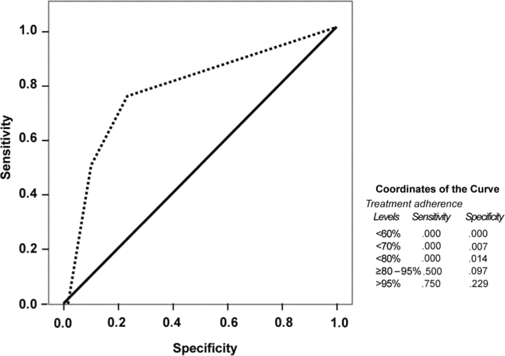 1.0
0.8
0.6
0.4
0.2
0.0
Sensitivity
0.0 0.2 0.4 0.6 0.8 1.0
Specificity
Coordinates of the Curve
Treatment adherence
Levels Sensitivity Specificity
<60% .000 .000
<70% .000 .007
<80% .000 .014
≥80 – 95% .500 .097
>95% .750 .229